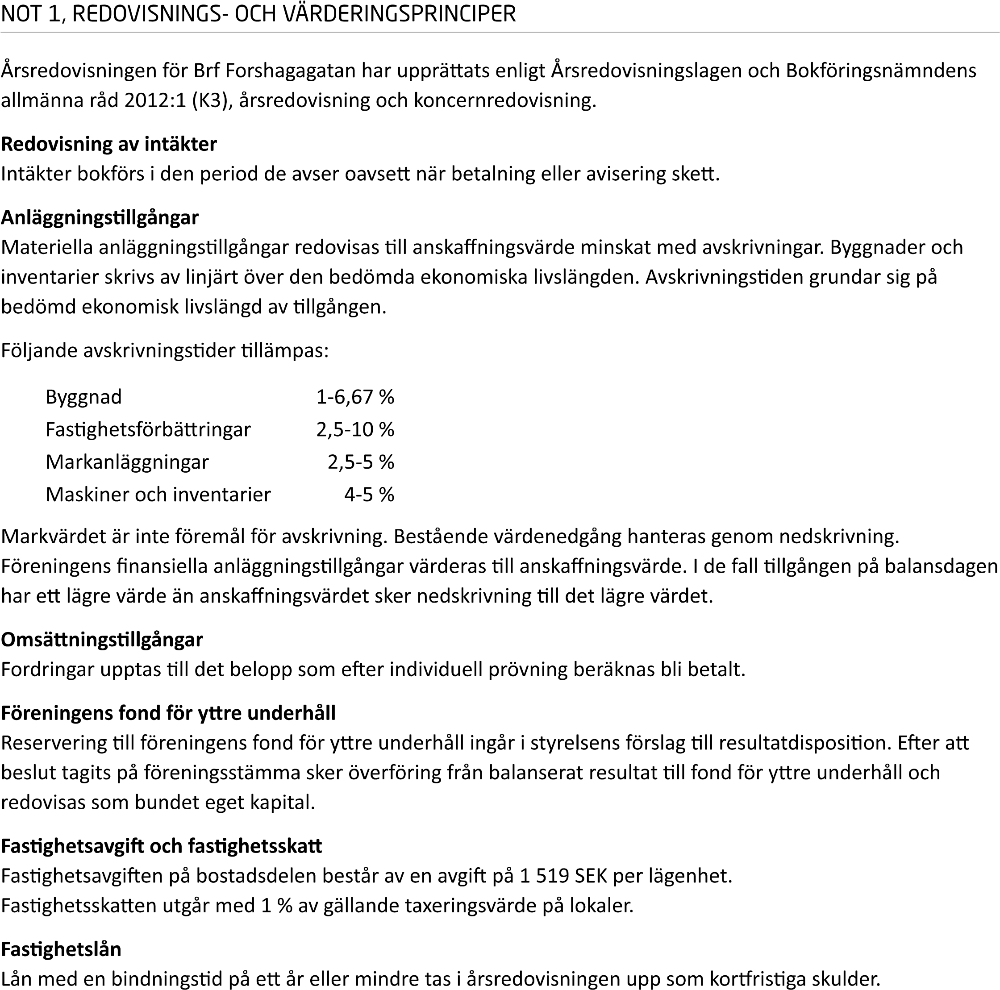 NOT 1, REDOVISNINGS- OCH VÄRDERINGSPRINCIPER
Årsredovisningen för Brf Forshagagatan har upprättats enligt Årsredovisningslagen och Bokföringsnämndens
allmänna råd 2012:1 (K3), årsredovisning och koncernredovisning.
Redovisning av intäkter
Intäkter bokförs i den period de avser oavsett när betalning eller avisering skett.
Anläggningstillgångar
Materiella anläggningstillgångar redovisas till anskaffningsvärde minskat med avskrivningar. Byggnader och
inventarier skrivs av linjärt över den bedömda ekonomiska livslängden. Avskrivningstiden grundar sig på
bedömd ekonomisk livslängd av tillgången.
Följande avskrivningstider tillämpas:
Byggnad 1-6,67 %
Fastighetsförbättringar 2,5-10 %
Markanläggningar 2,5-5 %
Maskiner och inventarier 4-5 %
Markvärdet är inte föremål för avskrivning. Bestående värdenedgång hanteras genom nedskrivning.
Föreningens finansiella anläggningstillgångar värderas till anskaffningsvärde. I de fall tillgången på balansdagen
har ett lägre värde än anskaffningsvärdet sker nedskrivning till det lägre värdet.
Omsättningstillgångar
Fordringar upptas till det belopp som efter individuell prövning beräknas bli betalt.
Föreningens fond för yttre underhåll
Reservering till föreningens fond för yttre underhåll ingår i styrelsens förslag till resultatdisposition. Efter att
beslut tagits på föreningsstämma sker överföring från balanserat resultat till fond för yttre underhåll och
redovisas som bundet eget kapital.
Fastighetsavgift och fastighetsskatt
Fastighetsavgiften på bostadsdelen består av en avgift på 1 519 SEK per lägenhet.
Fastighetsskatten utgår med 1 % av gällande taxeringsvärde på lokaler.
Fastighetslån
Lån med en bindningstid på ett år eller mindre tas i årsredovisningen upp som kortfristiga skulder.